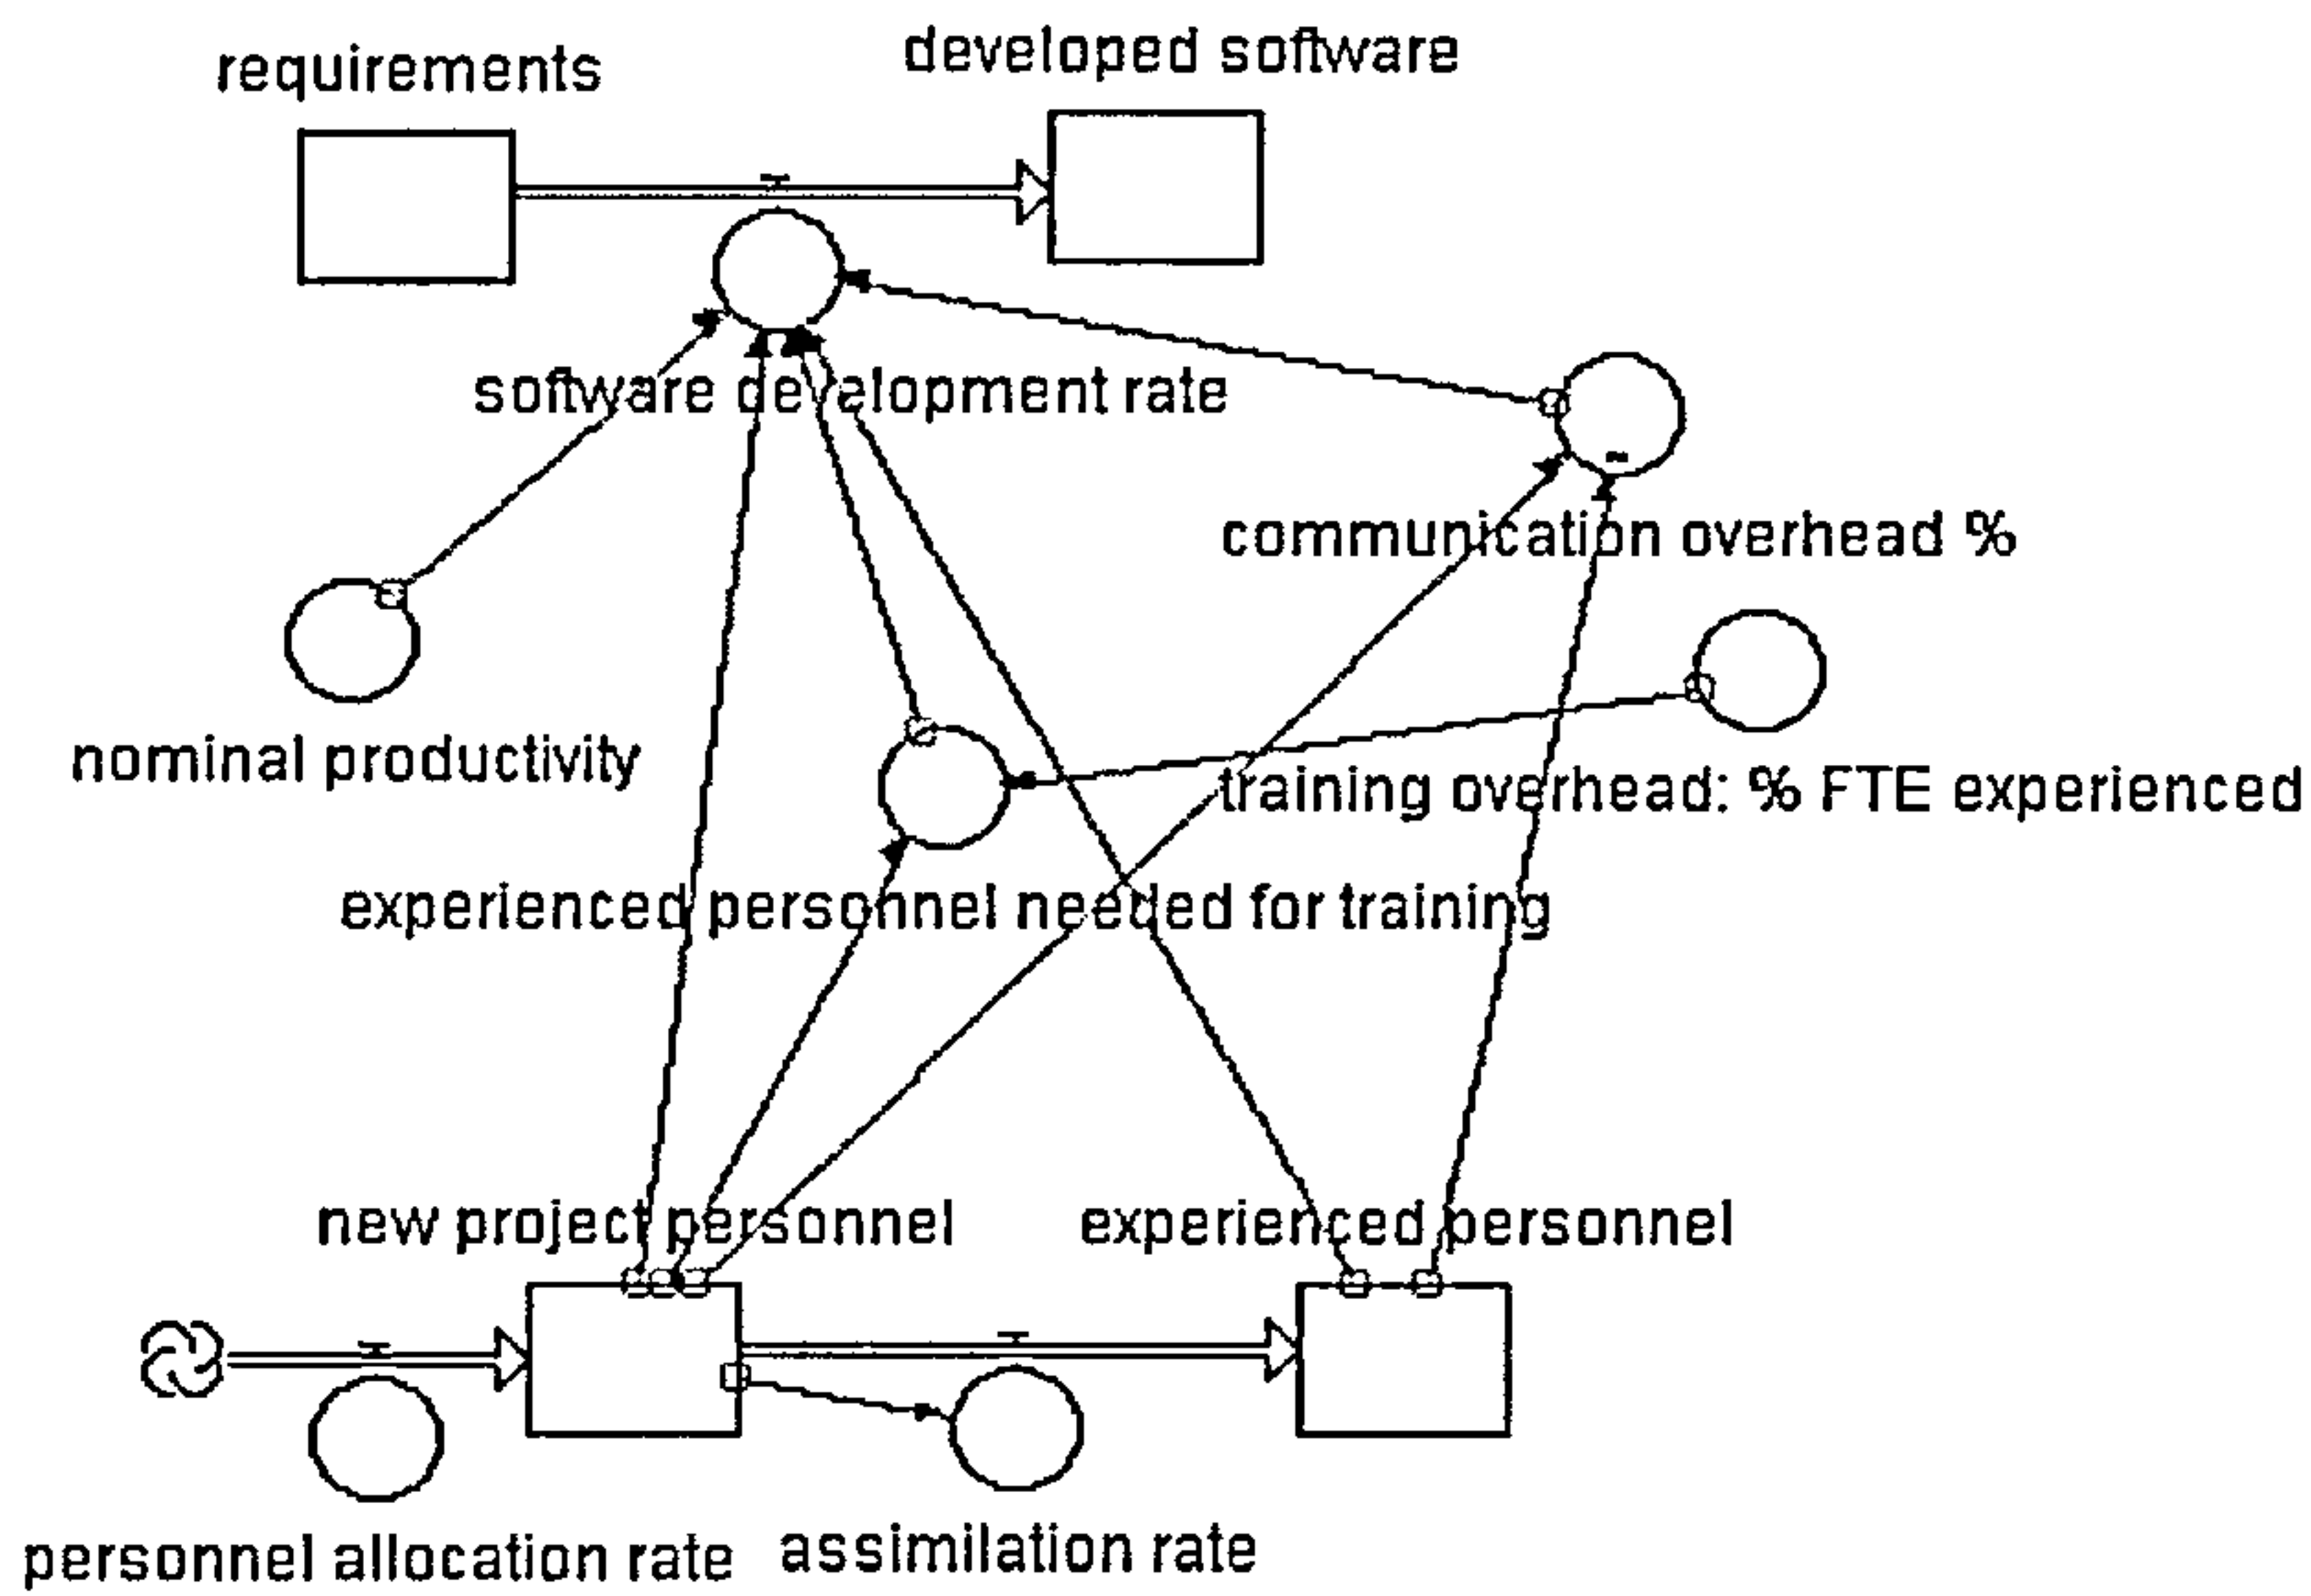 requirements
developed software
software development rate
communication overhead %
nominal productivity
training overhead: % FTE experienced
experienced personnel needed for training
new project personnel
experienced personnel
personnel allocation rate
assimilation rate